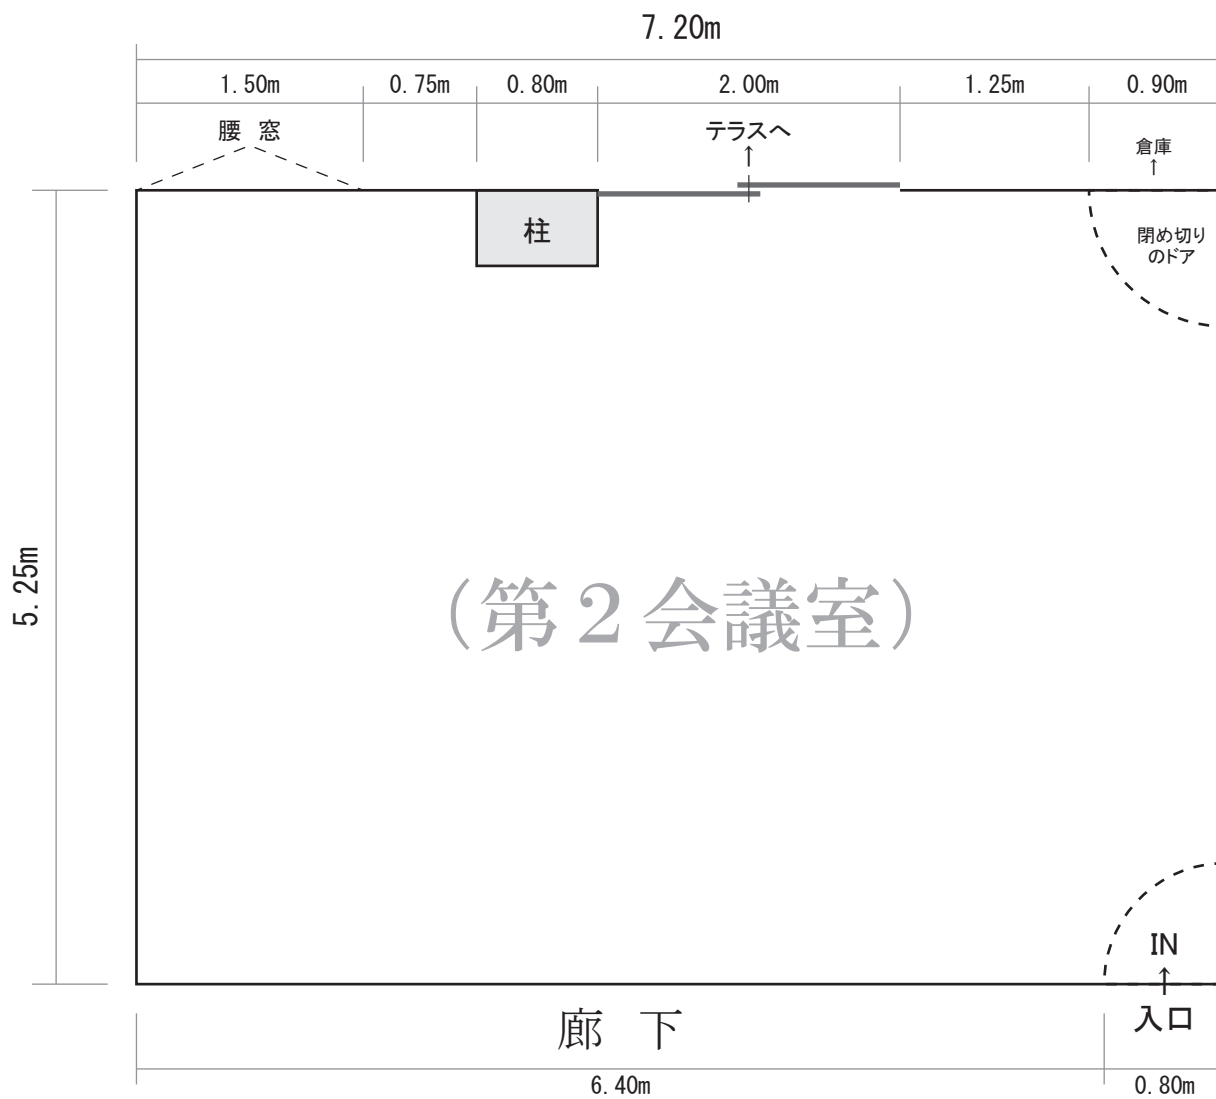 7.20m
1.50m 0.75m 0.80m 2.00m 1.25m 0.90m
腰 窓
テラスへ
↑
倉庫
↑
柱
閉め切り
のドア
5.25m
(第2会議室)
IN
↑
入口
廊 下
6.40m 0.80m